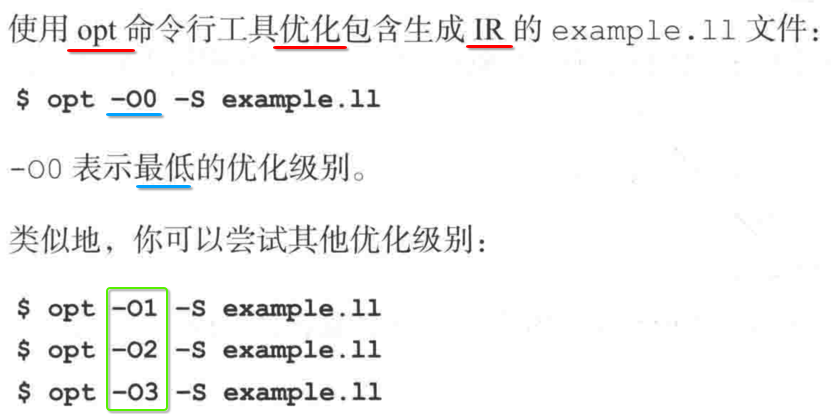 使用 opt 命令行工具优化包含生成 IR 的 example.ll 文件：
$ opt -O0 -S example.ll
-O0 表示最低的优化级别。
类似地，你可以尝试其他优化级别：
$ opt -O1 -S example.ll
$ opt -O2 -S example.ll
$ opt -O3 -S example.ll